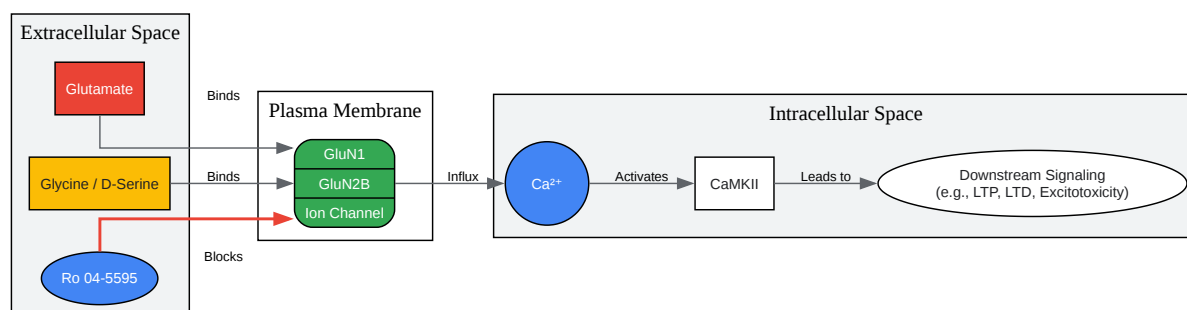 Extracellular Space
Glutamate
Glycine / D-Serine
Ro 04-5595
Binds
Binds
Blocks
Plasma Membrane
GluN1
GluN2B
Ion Channel
Influx
Intracellular Space
Ca²⁺
Activates
CaMKII
Leads to
Downstream Signaling
(e.g., LTP, LTD, Excitotoxicity)